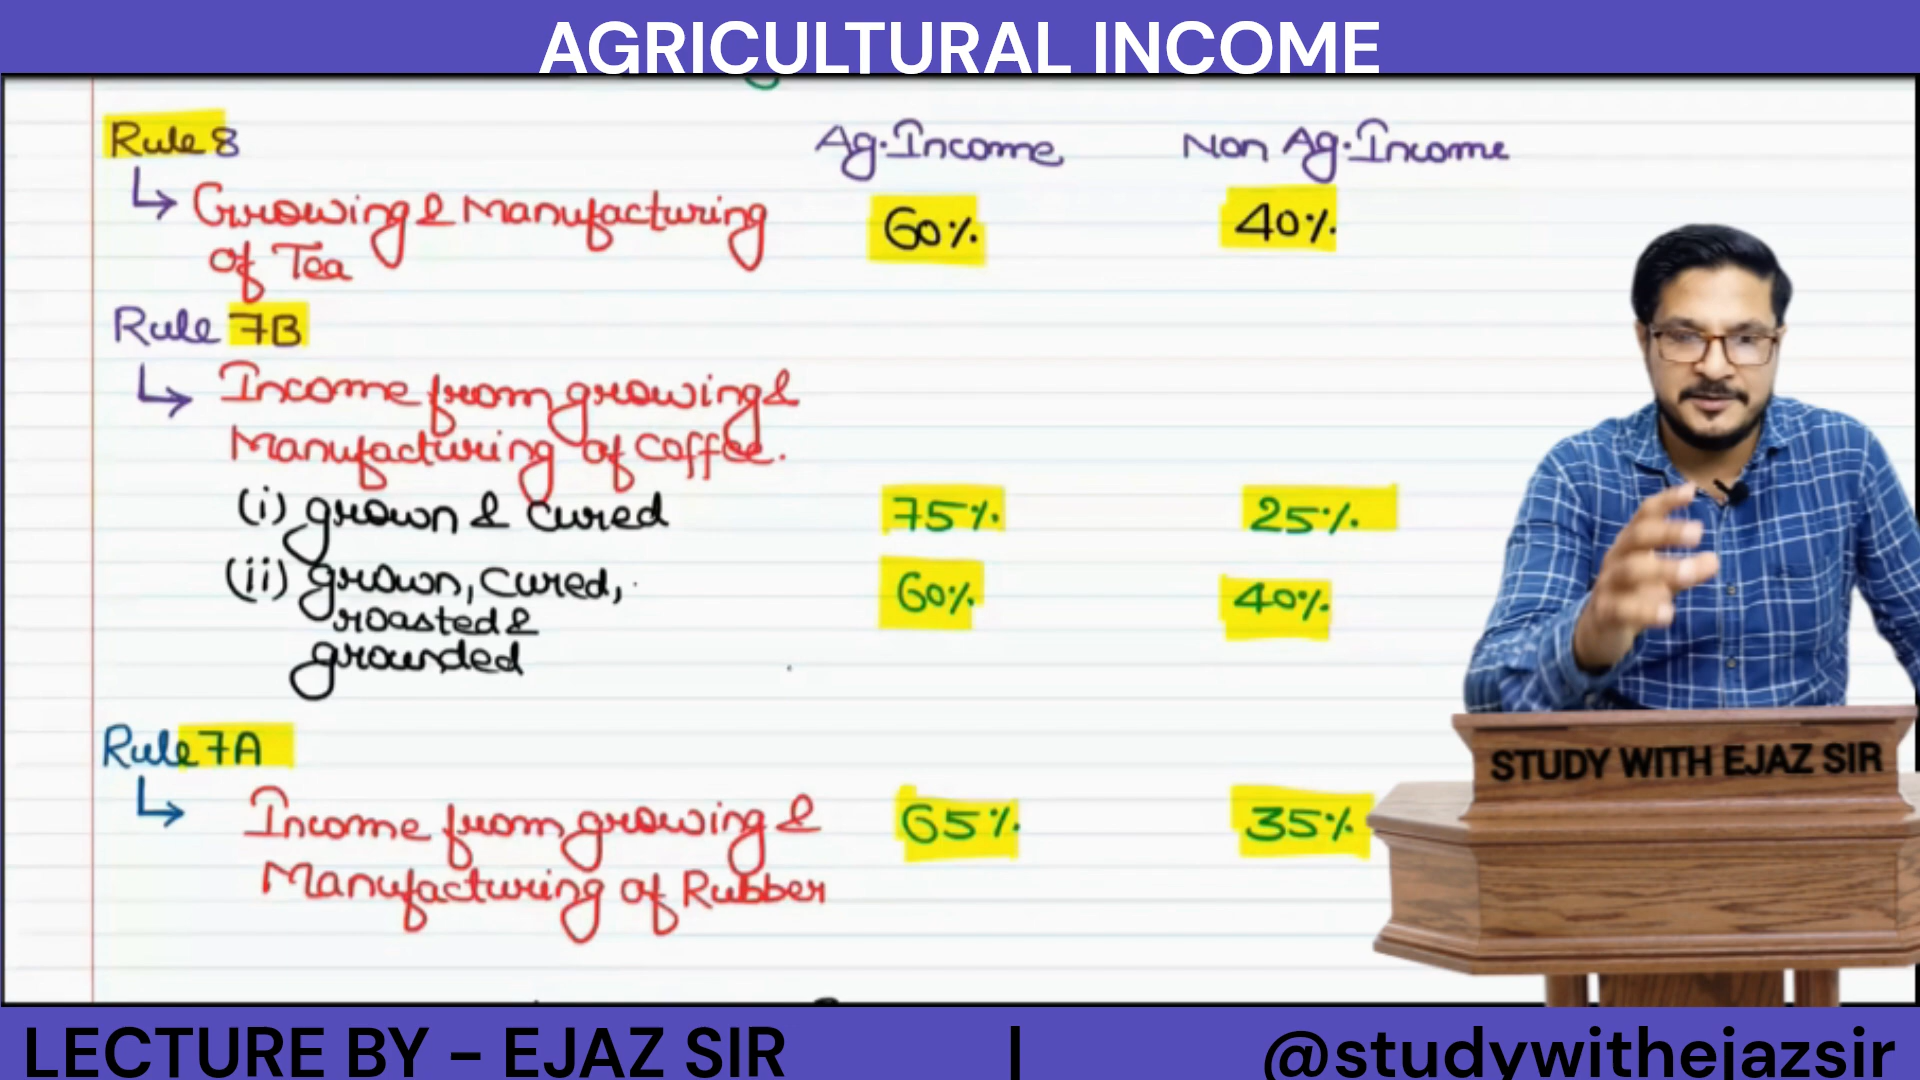 AGRICULTURAL INCOME
Rule 8
Ag. Income
Non Ag. Income
↳ Growing & Manufacturing
of Tea
60%
40%
Rule 7B
↳ Income from growing &
Manufacturing of Coffee.
(i) grown & cured
75%
25%
(ii) grown, cured,
roasted &
grounded
60%
40%
Rule 7A
↳ Income from growing &
Manufacturing of Rubber
65%
35%
STUDY WITH EJAZ SIR
LECTURE BY - EJAZ SIR
|
@studywithejazsir